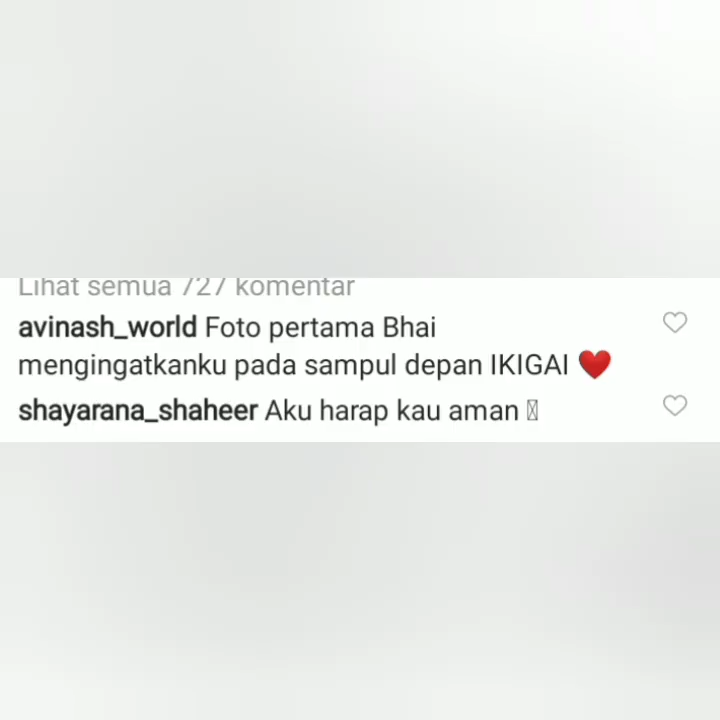 Lihat semua 727 komentar
avinash_world Foto pertama Bhai
mengingatkanku pada sampul depan IKIGAI ❤️
shayarana_shaheer Aku harap kau aman